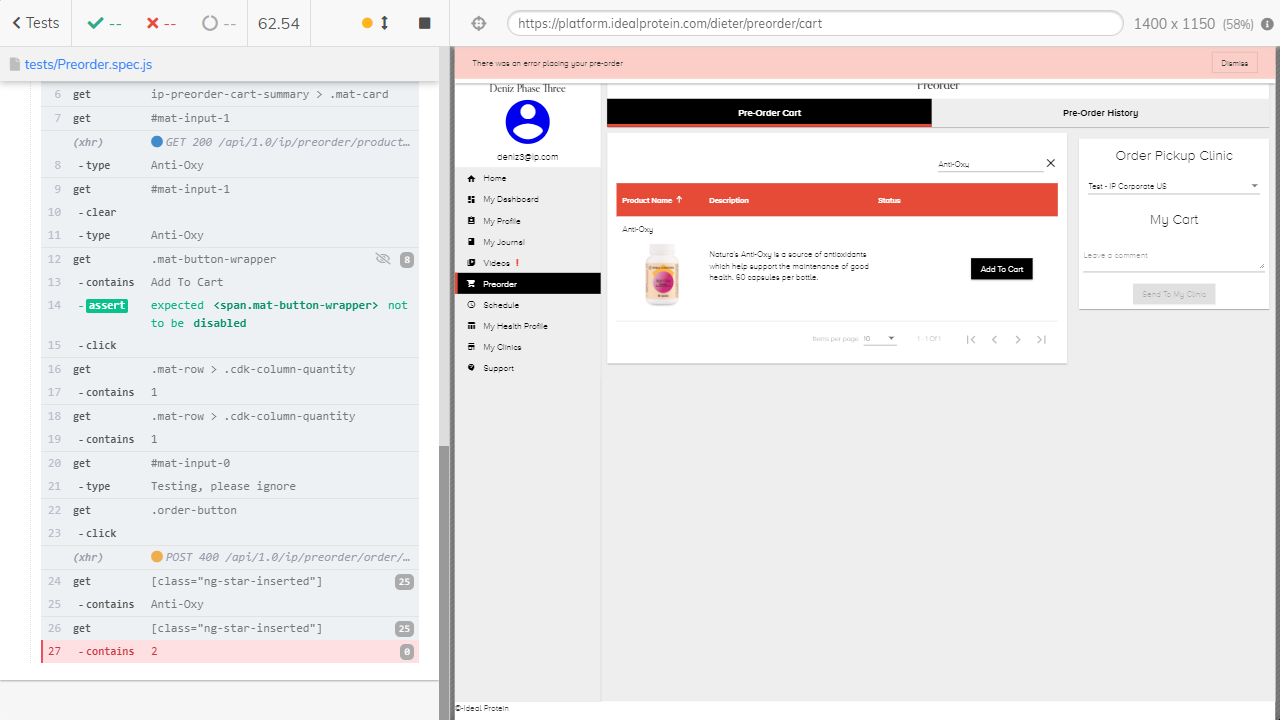 Tests
--
--
--
62.54
https://platform.idealprotein.com/dieter/preorder/cart
1400 x 1150 (58%)
tests/Preorder.spec.js
6 get ip-preorder-cart-summary > .mat-card
7 get #mat-input-1
(xhr) GET 200 /api/1.0/ip/preorder/product...
8 -type Anti-Oxy
9 get #mat-input-1
10 -clear
11 -type Anti-Oxy
12 get .mat-button-wrapper 8
13 -contains Add To Cart
14 -assert expected <span.mat-button-wrapper> not
to be disabled
15 -click
16 get .mat-row > .cdk-column-quantity
17 -contains 1
18 get .mat-row > .cdk-column-quantity
19 -contains 1
20 get #mat-input-0
21 -type Testing, please ignore
22 get .order-button
23 -click
(xhr) POST 400 /api/1.0/ip/preorder/order/...
24 get [class="ng-star-inserted"] 25
25 -contains Anti-Oxy
26 get [class="ng-star-inserted"] 25
27 -contains 2 0
There was an error placing your pre-order
Dismiss
Deniz Phase Three
deniz3@ip.com
Home
My Dashboard
My Profile
My Journal
Videos !
Preorder
Schedule
My Health Profile
My Clinics
Support
Preorder
Pre-Order Cart
Pre-Order History
Anti-Oxy
Product Name Description Status
Anti-Oxy
Natura's Anti-Oxy is a source of antioxidants
which help support the maintenance of good
health. 60 capsules per bottle.
Add To Cart
Items per page: 10 1 - 1 Of 1
Order Pickup Clinic
Test - IP Corporate US
My Cart
Leave a comment
Send To My Clinic
©-Ideal Protein